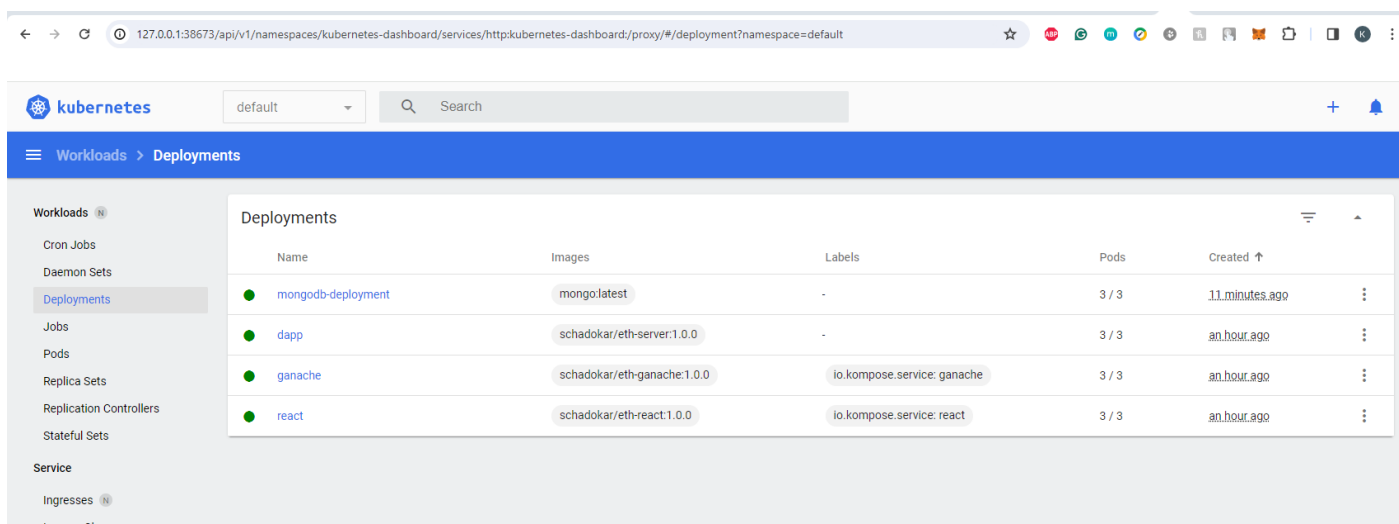 127.0.0.1:38673/api/v1/namespaces/kubernetes-dashboard/services/http:kubernetes-dashboard:/proxy/#/deployment?namespace=default
ABP
G
m
K
kubernetes
default
Search
Workloads > Deployments
Workloads N
Cron Jobs
Daemon Sets
Deployments
Jobs
Pods
Replica Sets
Replication Controllers
Stateful Sets
Service
Ingresses N
Deployments
Name Images Labels Pods Created
mongodb-deployment mongo:latest - 3 / 3 11 minutes ago
dapp schadokar/eth-server:1.0.0 - 3 / 3 an hour ago
ganache schadokar/eth-ganache:1.0.0 io.kompose.service: ganache 3 / 3 an hour ago
react schadokar/eth-react:1.0.0 io.kompose.service: react 3 / 3 an hour ago